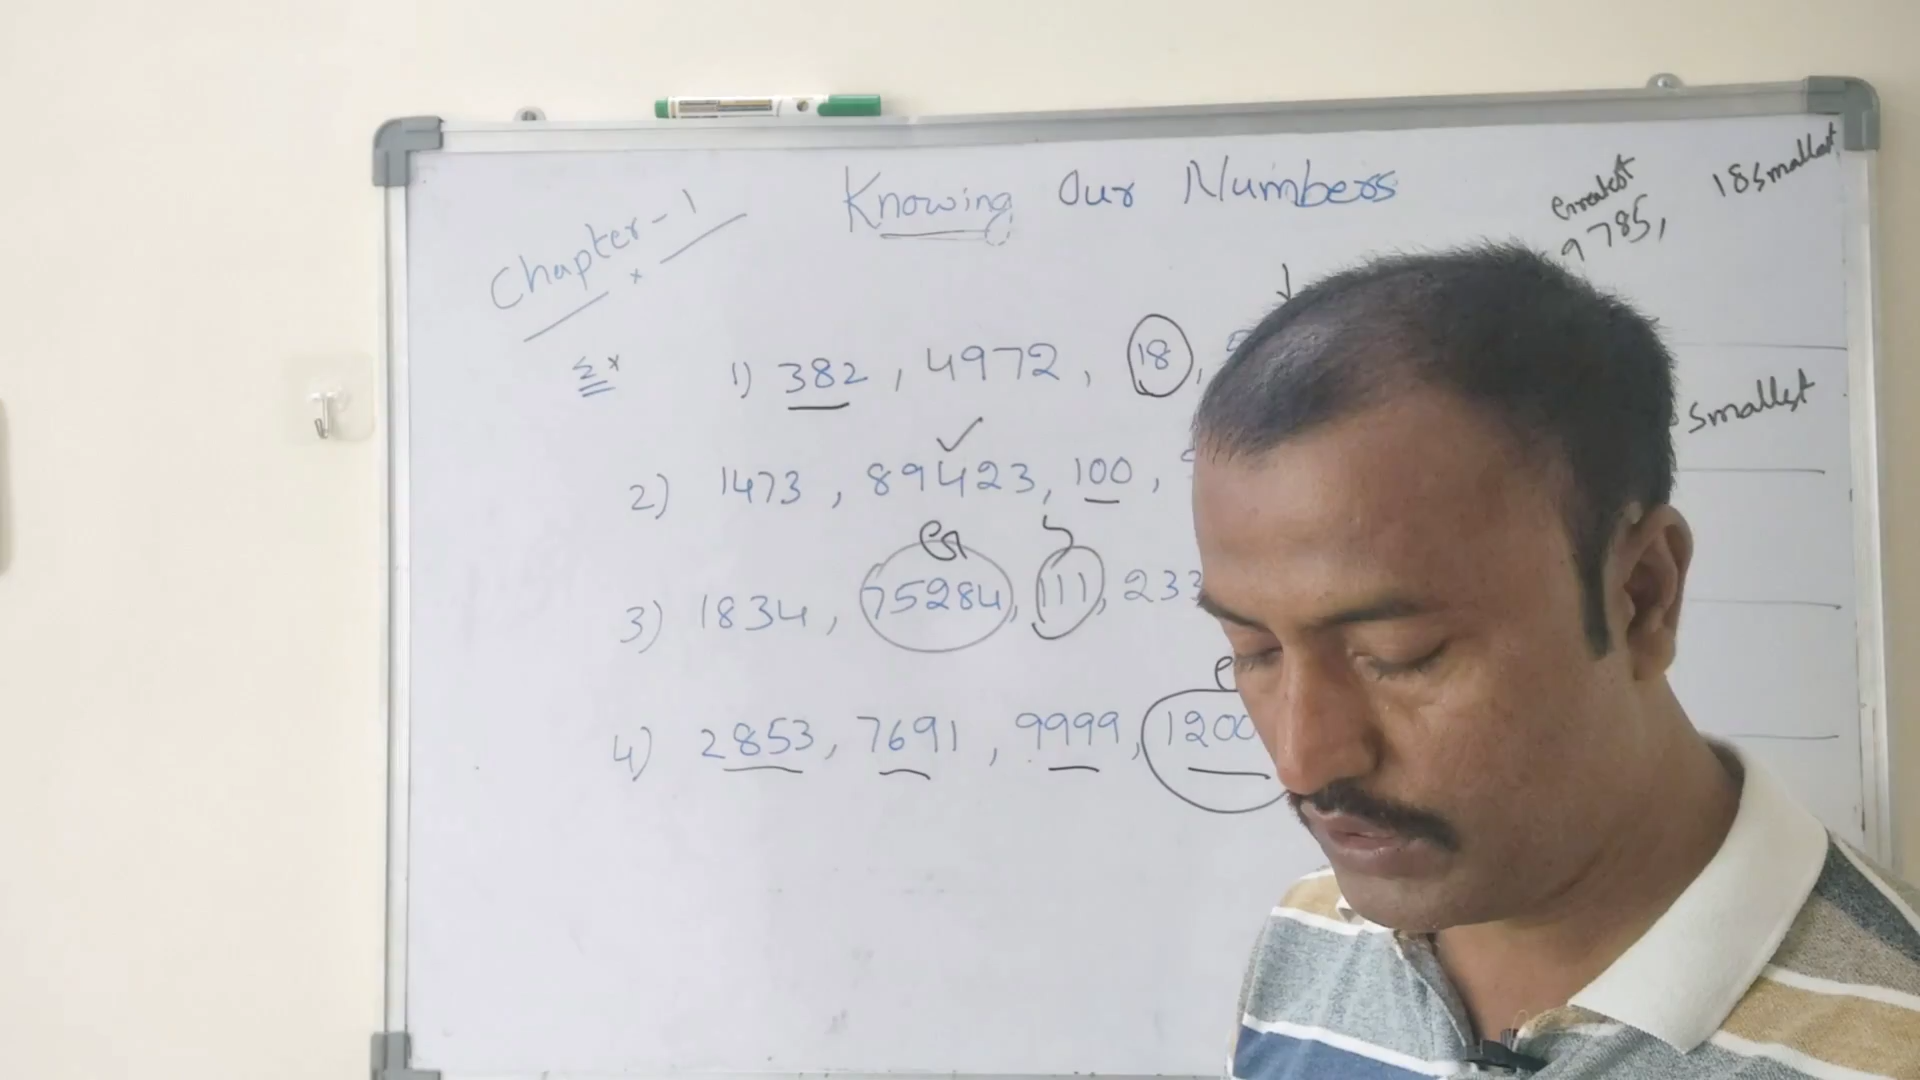 Knowing Our Numbers
Chapter-1
Greatest
9785,
18 smallest
Ex
1) 382, 4972, 18,
smallest
2) 1473, 89423, 100,
G S
3) 1834, 75284, 111, 233
4) 2853, 7691, 9999, 1200